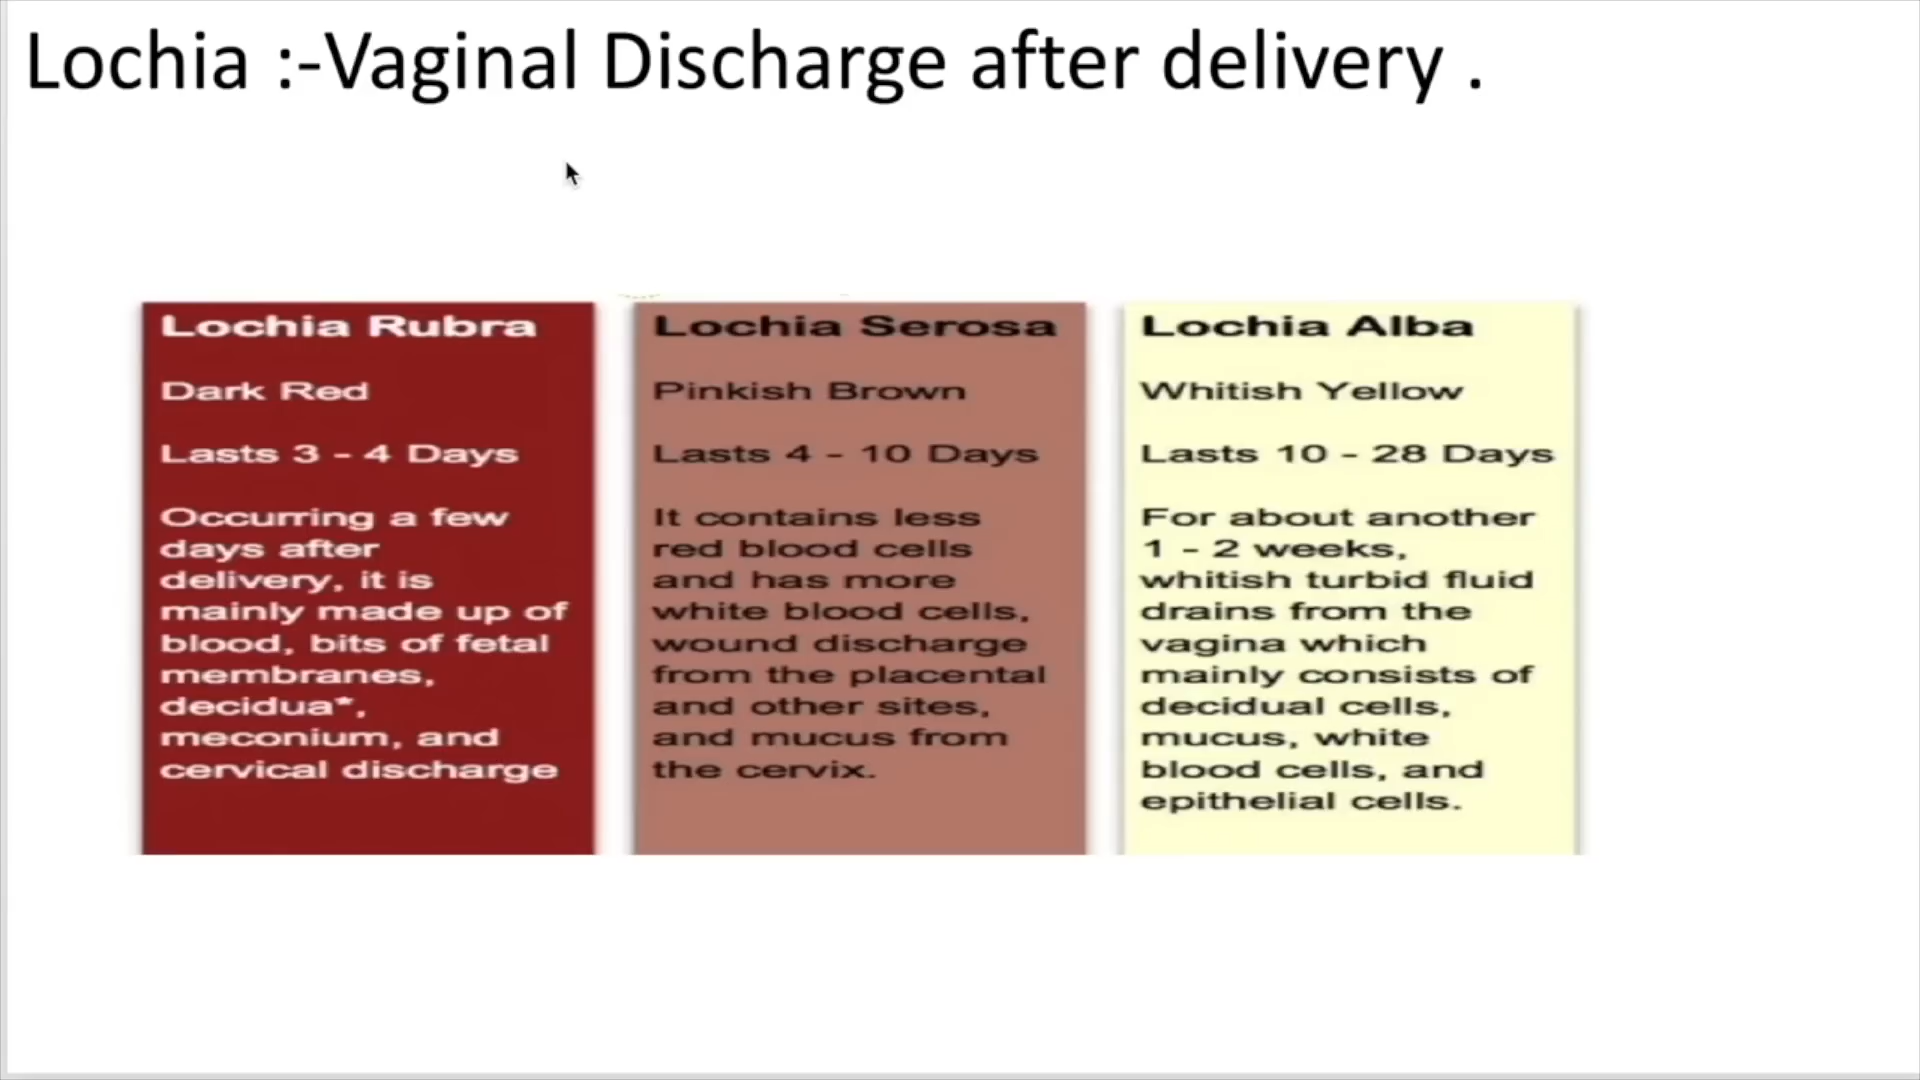 Lochia :-Vaginal Discharge after delivery .
Lochia Rubra
Dark Red
Lasts 3 - 4 Days
Occurring a few
days after
delivery, it is
mainly made up of
blood, bits of fetal
membranes,
decidua*,
meconium, and
cervical discharge
Lochia Serosa
Pinkish Brown
Lasts 4 - 10 Days
It contains less
red blood cells
and has more
white blood cells,
wound discharge
from the placental
and other sites,
and mucus from
the cervix.
Lochia Alba
Whitish Yellow
Lasts 10 - 28 Days
For about another
1 - 2 weeks,
whitish turbid fluid
drains from the
vagina which
mainly consists of
decidual cells,
mucus, white
blood cells, and
epithelial cells.